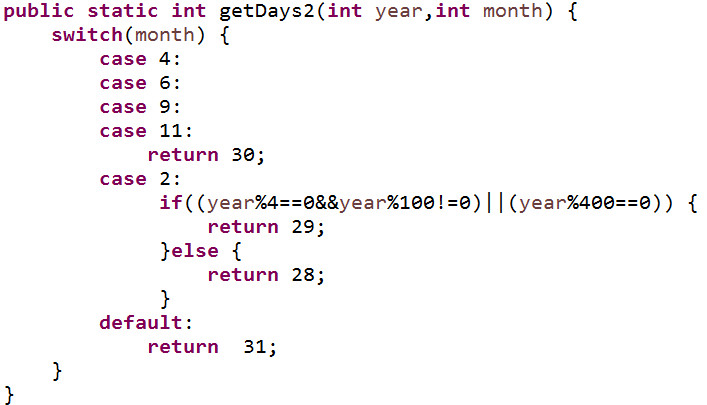 public static int getDays2(int year,int month) {
    switch(month) {
        case 4:
        case 6:
        case 9:
        case 11:
            return 30;
        case 2:
             if((year%4==0&&year%100!=0)||(year%400==0)) {
                 return 29;
             }else {
                 return 28;
             }
        default:
            return  31;
    }
}